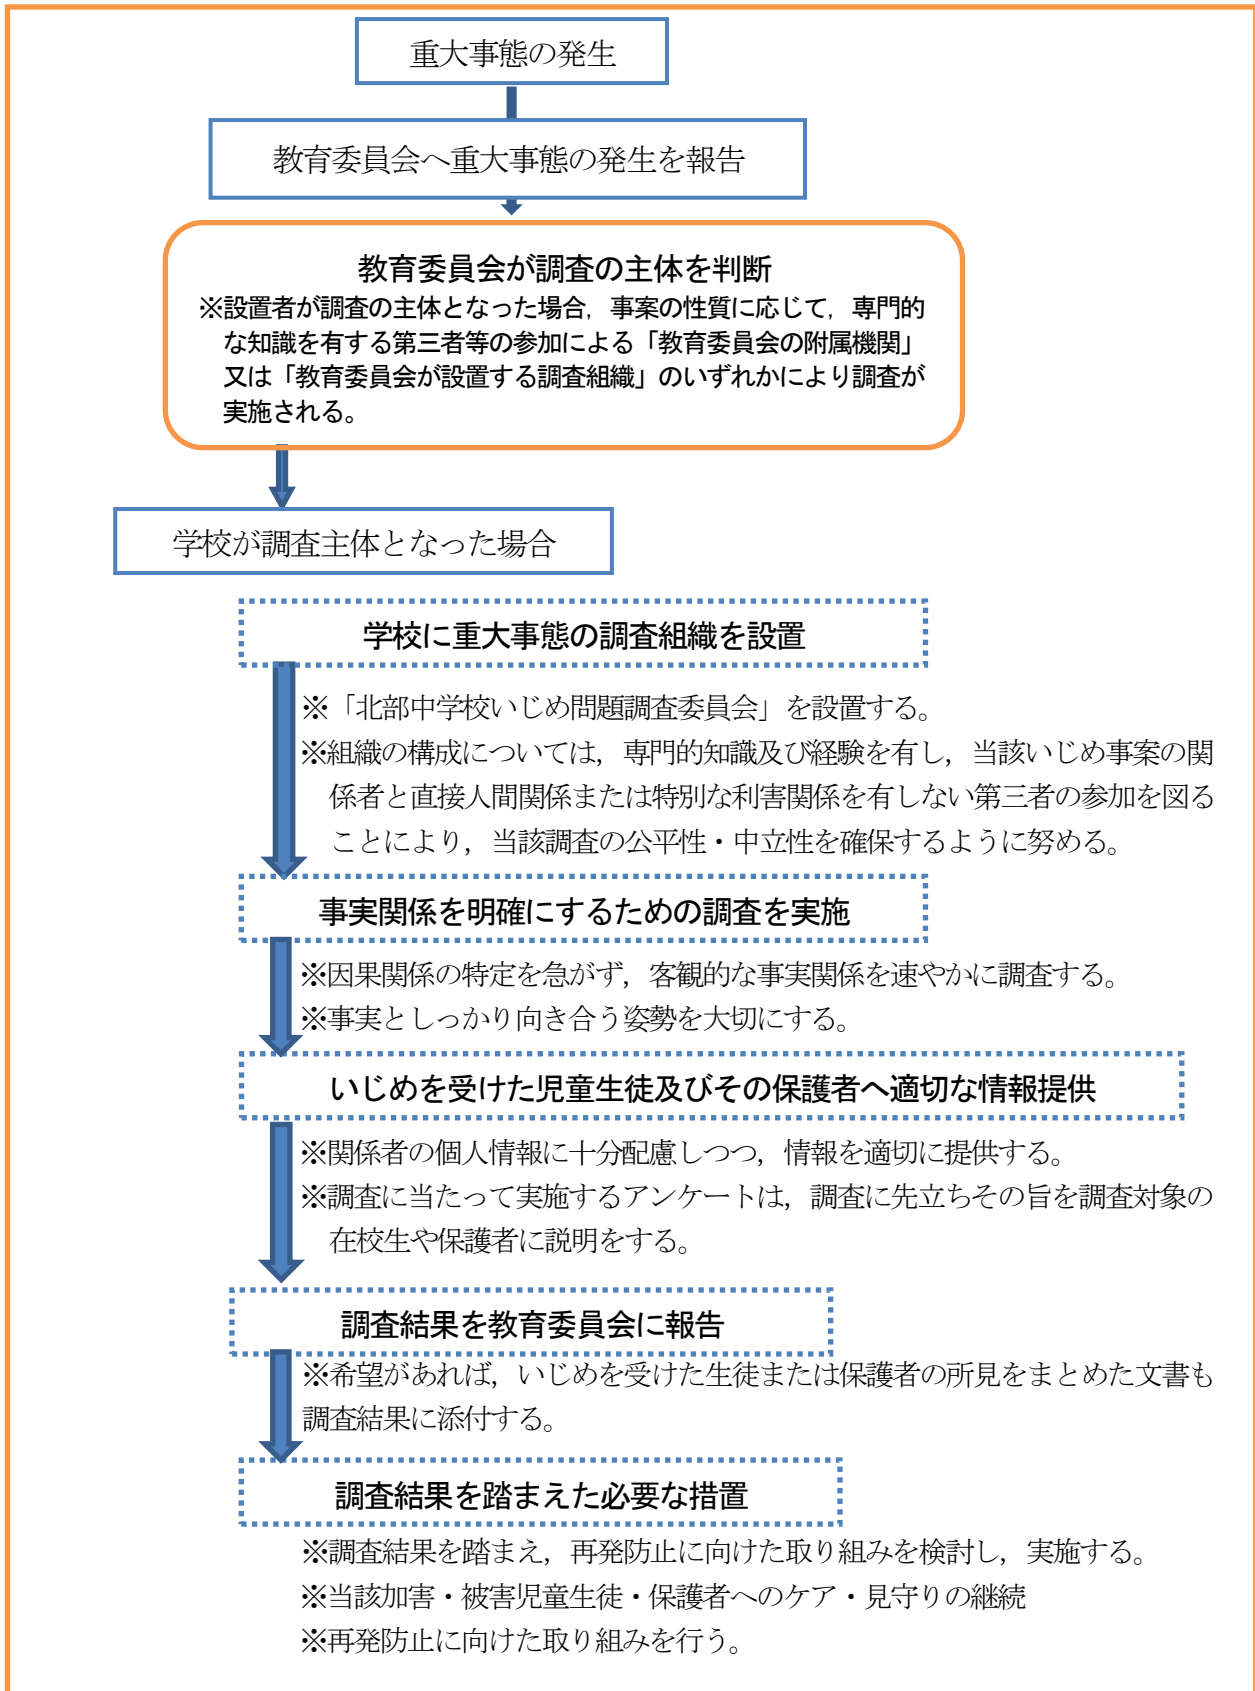 重大事態の発生
教育委員会へ重大事態の発生を報告
教育委員会が調査の主体を判断
※設置者が調査の主体となった場合，事案の性質に応じて，専門的
な知識を有する第三者等の参加による「教育委員会の附属機関」
又は「教育委員会が設置する調査組織」のいずれかにより調査が
実施される。
学校が調査主体となった場合
学校に重大事態の調査組織を設置
※「北部中学校いじめ問題調査委員会」を設置する。
※組織の構成については，専門的知識及び経験を有し，当該いじめ事案の関
係者と直接人間関係または特別な利害関係を有しない第三者の参加を図る
ことにより，当該調査の公平性・中立性を確保するように努める。
事実関係を明確にするための調査を実施
※因果関係の特定を急がず，客観的な事実関係を速やかに調査する。
※事実としっかり向き合う姿勢を大切にする。
いじめを受けた児童生徒及びその保護者へ適切な情報提供
※関係者の個人情報に十分配慮しつつ，情報を適切に提供する。
※調査に当たって実施するアンケートは，調査に先立ちその旨を調査対象の
在校生や保護者に説明をする。
調査結果を教育委員会に報告
※希望があれば，いじめを受けた生徒または保護者の所見をまとめた文書も
調査結果に添付する。
調査結果を踏まえた必要な措置
※調査結果を踏まえ，再発防止に向けた取り組みを検討し，実施する。
※当該加害・被害児童生徒・保護者へのケア・見守りの継続
※再発防止に向けた取り組みを行う。